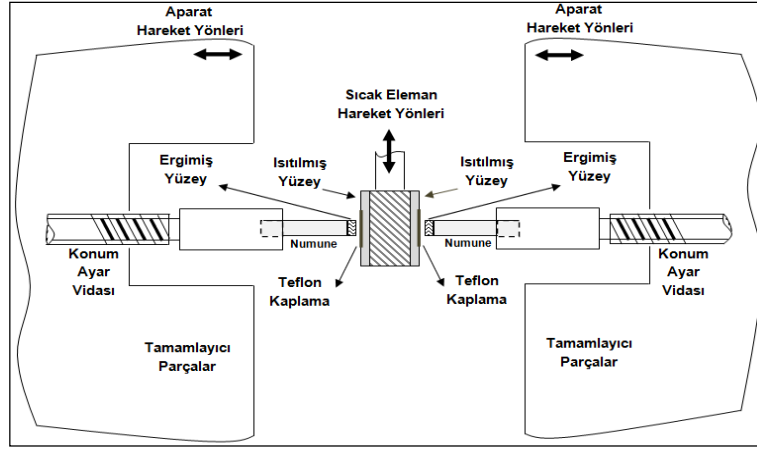 Aparat
Hareket Yönleri
Aparat
Hareket Yönleri
Sıcak Eleman
Hareket Yönleri
Ergimiş
Yüzey
Isıtılmış
Yüzey
Isıtılmış
Yüzey
Ergimiş
Yüzey
Numune
Numune
Konum
Ayar
Vidası
Teflon
Kaplama
Teflon
Kaplama
Konum
Ayar
Vidası
Tamamlayıcı
Parçalar
Tamamlayıcı
Parçalar